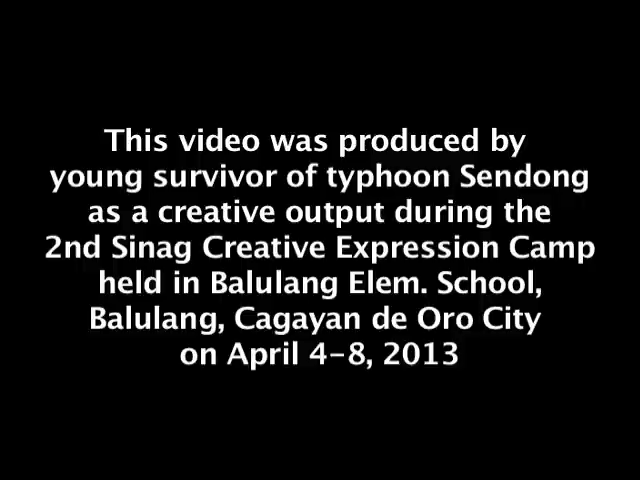 This video was produced by
young survivor of typhoon Sendong
as a creative output during the
2nd Sinag Creative Expression Camp
held in Balulang Elem. School,
Balulang, Cagayan de Oro City
on April 4-8, 2013